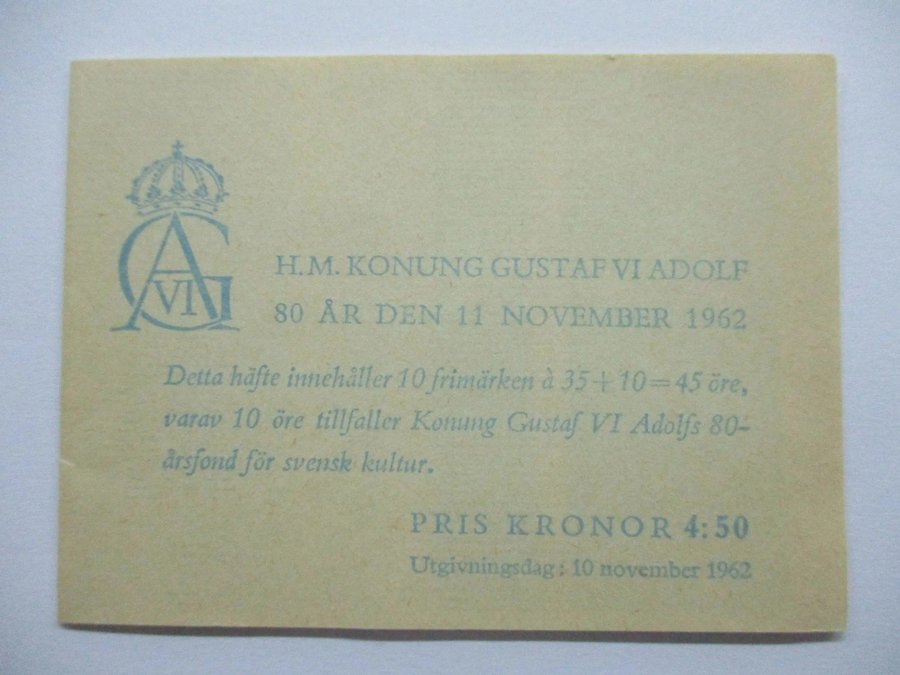 GA VI
H.M. KONUNG GUSTAF VI ADOLF
80 ÅR DEN 11 NOVEMBER 1962
Detta häfte innehåller 10 frimärken à 35+10=45 öre,
varav 10 öre tillfaller Konung Gustaf VI Adolfs 80-
årsfond för svensk kultur.
PRIS KRONOR 4:50
Utgivningsdag: 10 november 1962